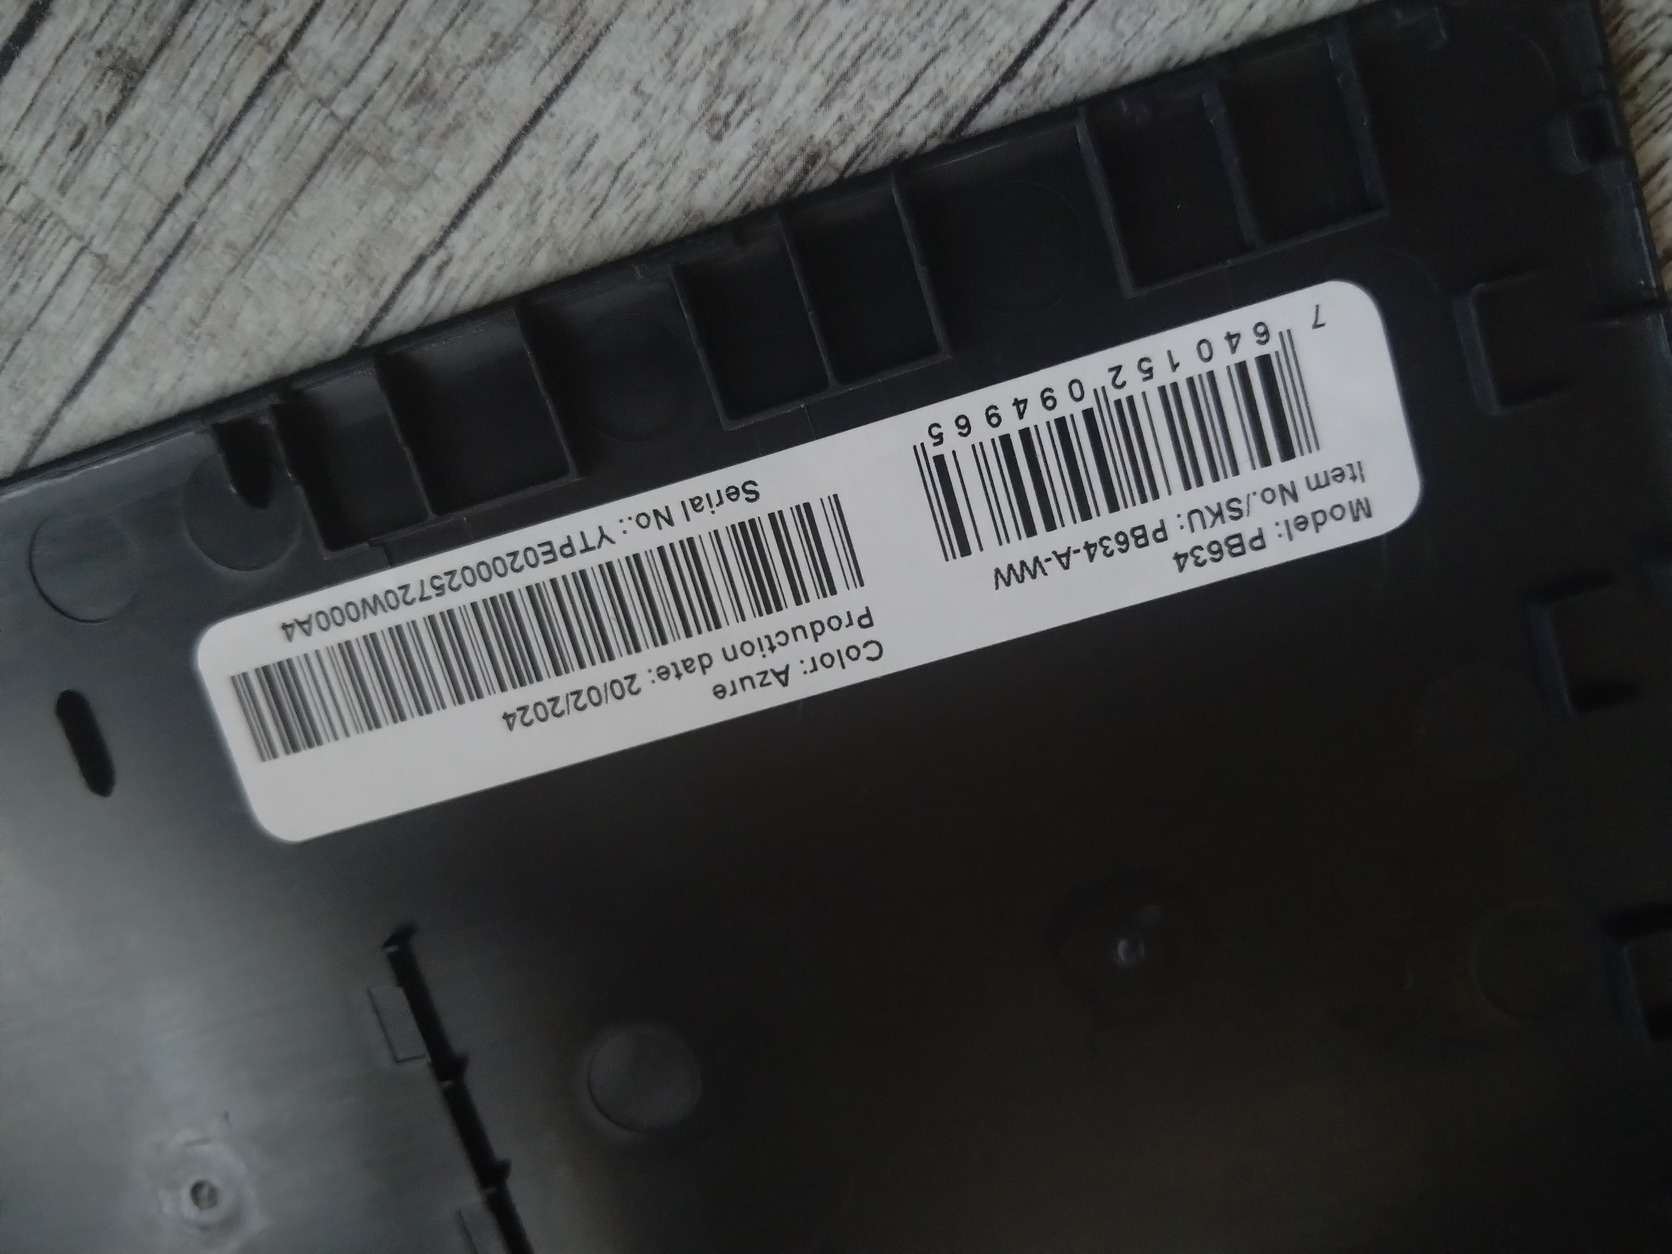 Model: PB634
Item No./SKU: PB634-A-WW
7 640152 094965
Color: Azure
Production date: 20/02/2024
Serial No.: YTPE0200025720W000A4